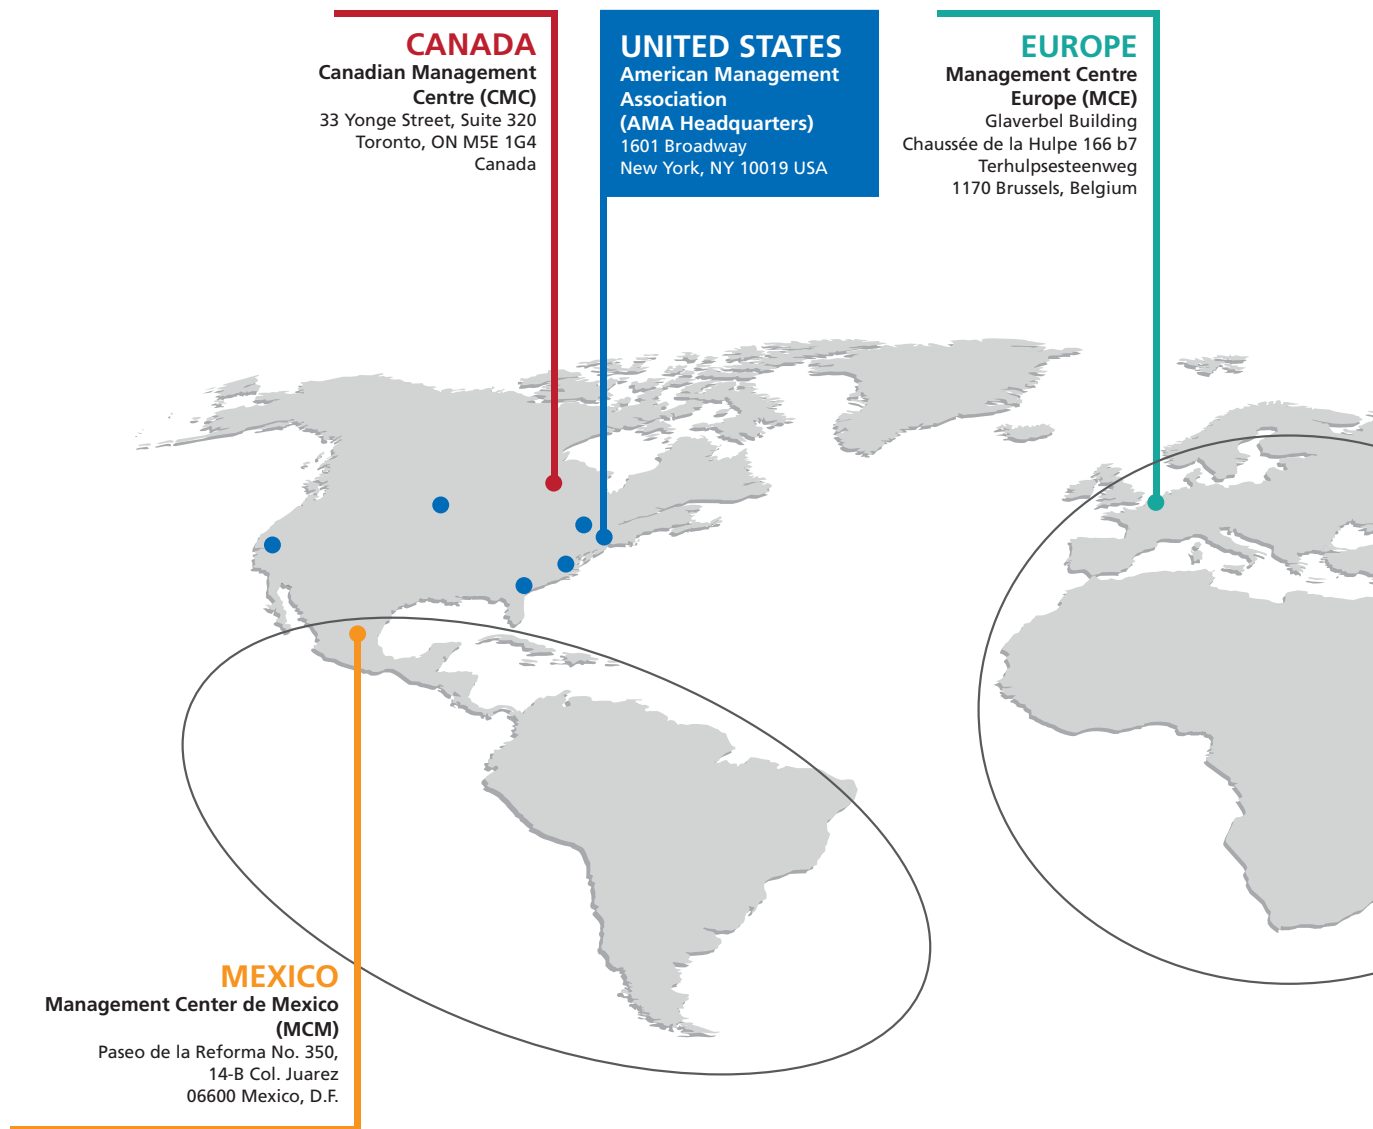 CANADA
Canadian Management
Centre (CMC)
33 Yonge Street, Suite 320
Toronto, ON M5E 1G4
Canada
UNITED STATES
American Management
Association
(AMA Headquarters)
1601 Broadway
New York, NY 10019 USA
EUROPE
Management Centre
Europe (MCE)
Glaverbel Building
Chaussée de la Hulpe 166 b7
Terhulpsesteenweg
1170 Brussels, Belgium
MEXICO
Management Center de Mexico
(MCM)
Paseo de la Reforma No. 350,
14-B Col. Juarez
06600 Mexico, D.F.